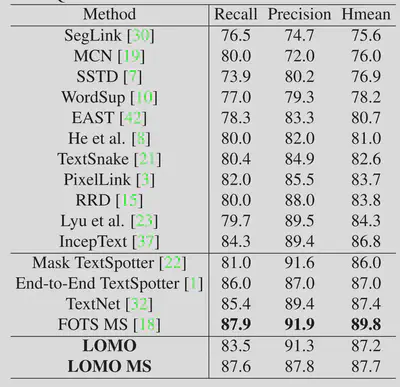 Method Recall Precision Hmean
SegLink [30] 76.5 74.7 75.6
MCN [19] 80.0 72.0 76.0
SSTD [7] 73.9 80.2 76.9
WordSup [10] 77.0 79.3 78.2
EAST [42] 78.3 83.3 80.7
He et al. [8] 80.0 82.0 81.0
TextSnake [21] 80.4 84.9 82.6
PixelLink [3] 82.0 85.5 83.7
RRD [15] 80.0 88.0 83.8
Lyu et al. [23] 79.7 89.5 84.3
IncepText [37] 84.3 89.4 86.8
Mask TextSpotter [22] 81.0 91.6 86.0
End-to-End TextSpotter [1] 86.0 87.0 87.0
TextNet [32] 85.4 89.4 87.4
FOTS MS [18] 87.9 91.9 89.8
LOMO 83.5 91.3 87.2
LOMO MS 87.6 87.8 87.7